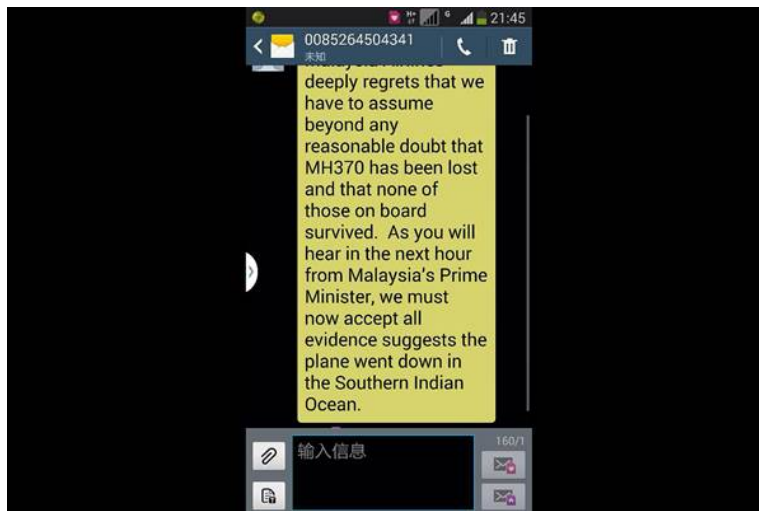 21:45
0085264504341
未知
deeply regrets that we
have to assume
beyond any
reasonable doubt that
MH370 has been lost
and that none of
those on board
survived.  As you will
hear in the next hour
from Malaysia's Prime
Minister, we must
now accept all
evidence suggests the
plane went down in
the Southern Indian
Ocean.
160/1
输入信息